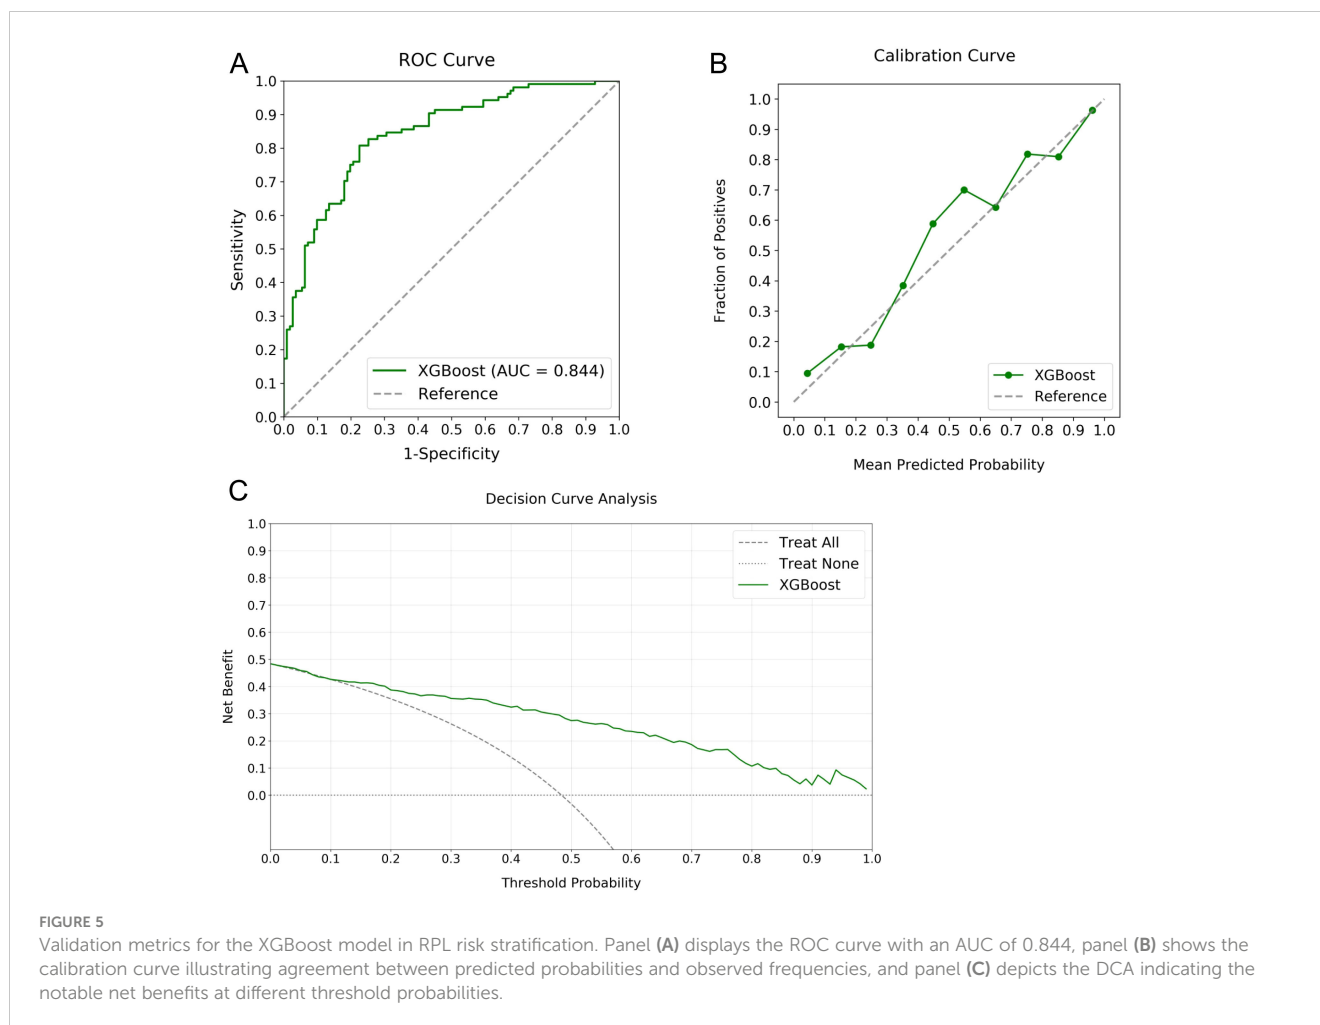 A
ROC Curve
1.0
0.9
0.8
0.7
0.6
0.5
0.4
0.3
0.2
0.1
0.0
Sensitivity
XGBoost (AUC = 0.844)
Reference
0.0 0.1 0.2 0.3 0.4 0.5 0.6 0.7 0.8 0.9 1.0
1-Specificity
B
Calibration Curve
1.0
0.9
0.8
0.7
0.6
0.5
0.4
0.3
0.2
0.1
0.0
Fraction of Positives
XGBoost
Reference
0.0 0.1 0.2 0.3 0.4 0.5 0.6 0.7 0.8 0.9 1.0
Mean Predicted Probability
C
Decision Curve Analysis
1.0
0.9
0.8
0.7
0.6
0.5
0.4
0.3
0.2
0.1
0.0
Net Benefit
Treat All
Treat None
XGBoost
0.0 0.1 0.2 0.3 0.4 0.5 0.6 0.7 0.8 0.9 1.0
Threshold Probability
FIGURE 5
Validation metrics for the XGBoost model in RPL risk stratification. Panel (A) displays the ROC curve with an AUC of 0.844, panel (B) shows the
calibration curve illustrating agreement between predicted probabilities and observed frequencies, and panel (C) depicts the DCA indicating the
notable net benefits at different threshold probabilities.